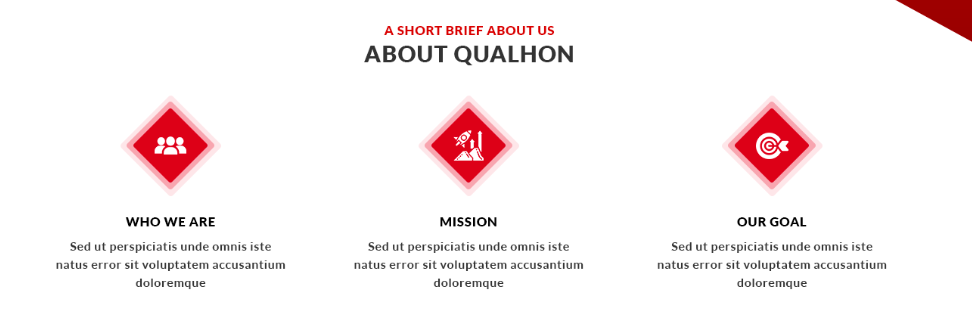 A SHORT BRIEF ABOUT US
ABOUT QUALHON
WHO WE ARE
Sed ut perspiciatis unde omnis iste
natus error sit voluptatem accusantium
doloremque
MISSION
Sed ut perspiciatis unde omnis iste
natus error sit voluptatem accusantium
doloremque
OUR GOAL
Sed ut perspiciatis unde omnis iste
natus error sit voluptatem accusantium
doloremque